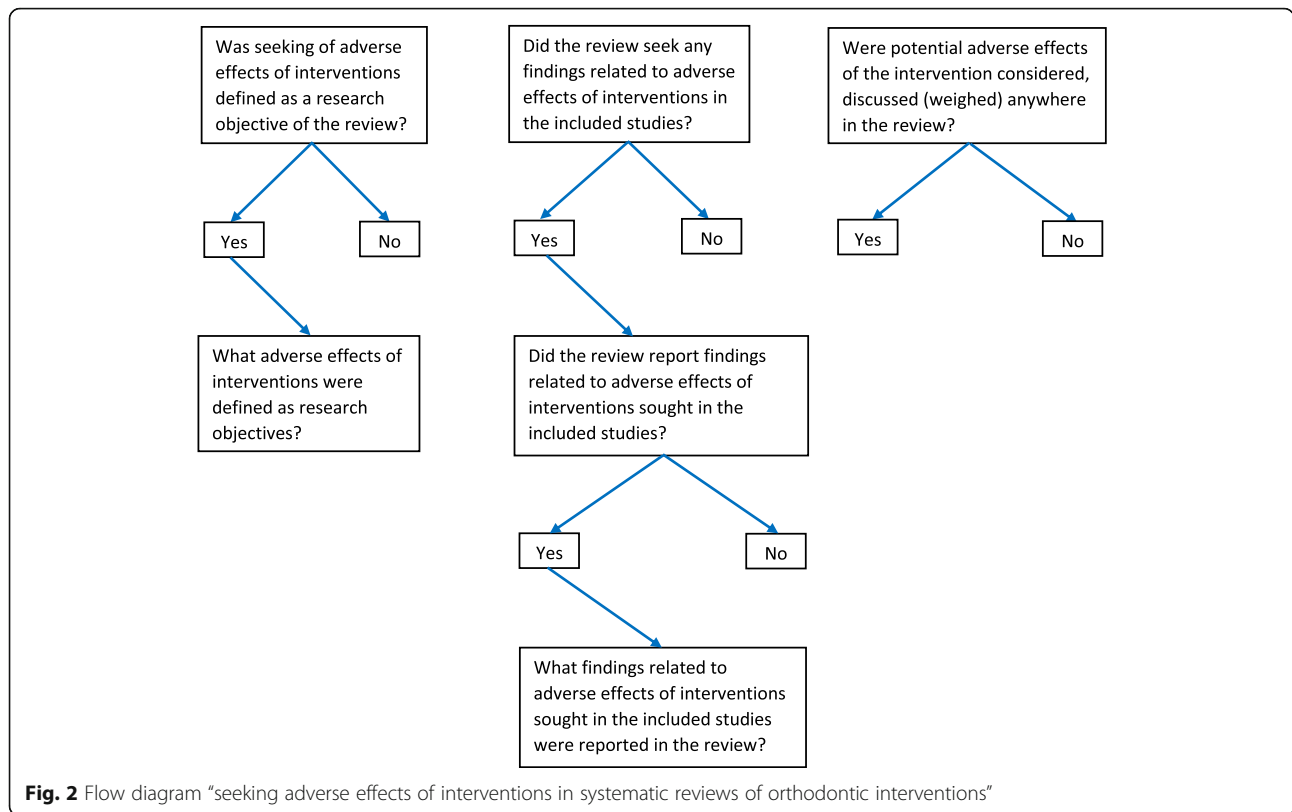 Was seeking of adverse
effects of interventions
defined as a research
objective of the review?
Did the review seek any
findings related to adverse
effects of interventions in
the included studies?
Were potential adverse effects
of the intervention considered,
discussed (weighed) anywhere
in the review?
Yes
No
Yes
No
Yes
No
What adverse effects of
interventions were
defined as research
objectives?
Did the review report findings
related to adverse effects of
interventions sought in the
included studies?
Yes
No
What findings related to
adverse effects of interventions
sought in the included studies
were reported in the review?
Fig. 2 Flow diagram “seeking adverse effects of interventions in systematic reviews of orthodontic interventions”